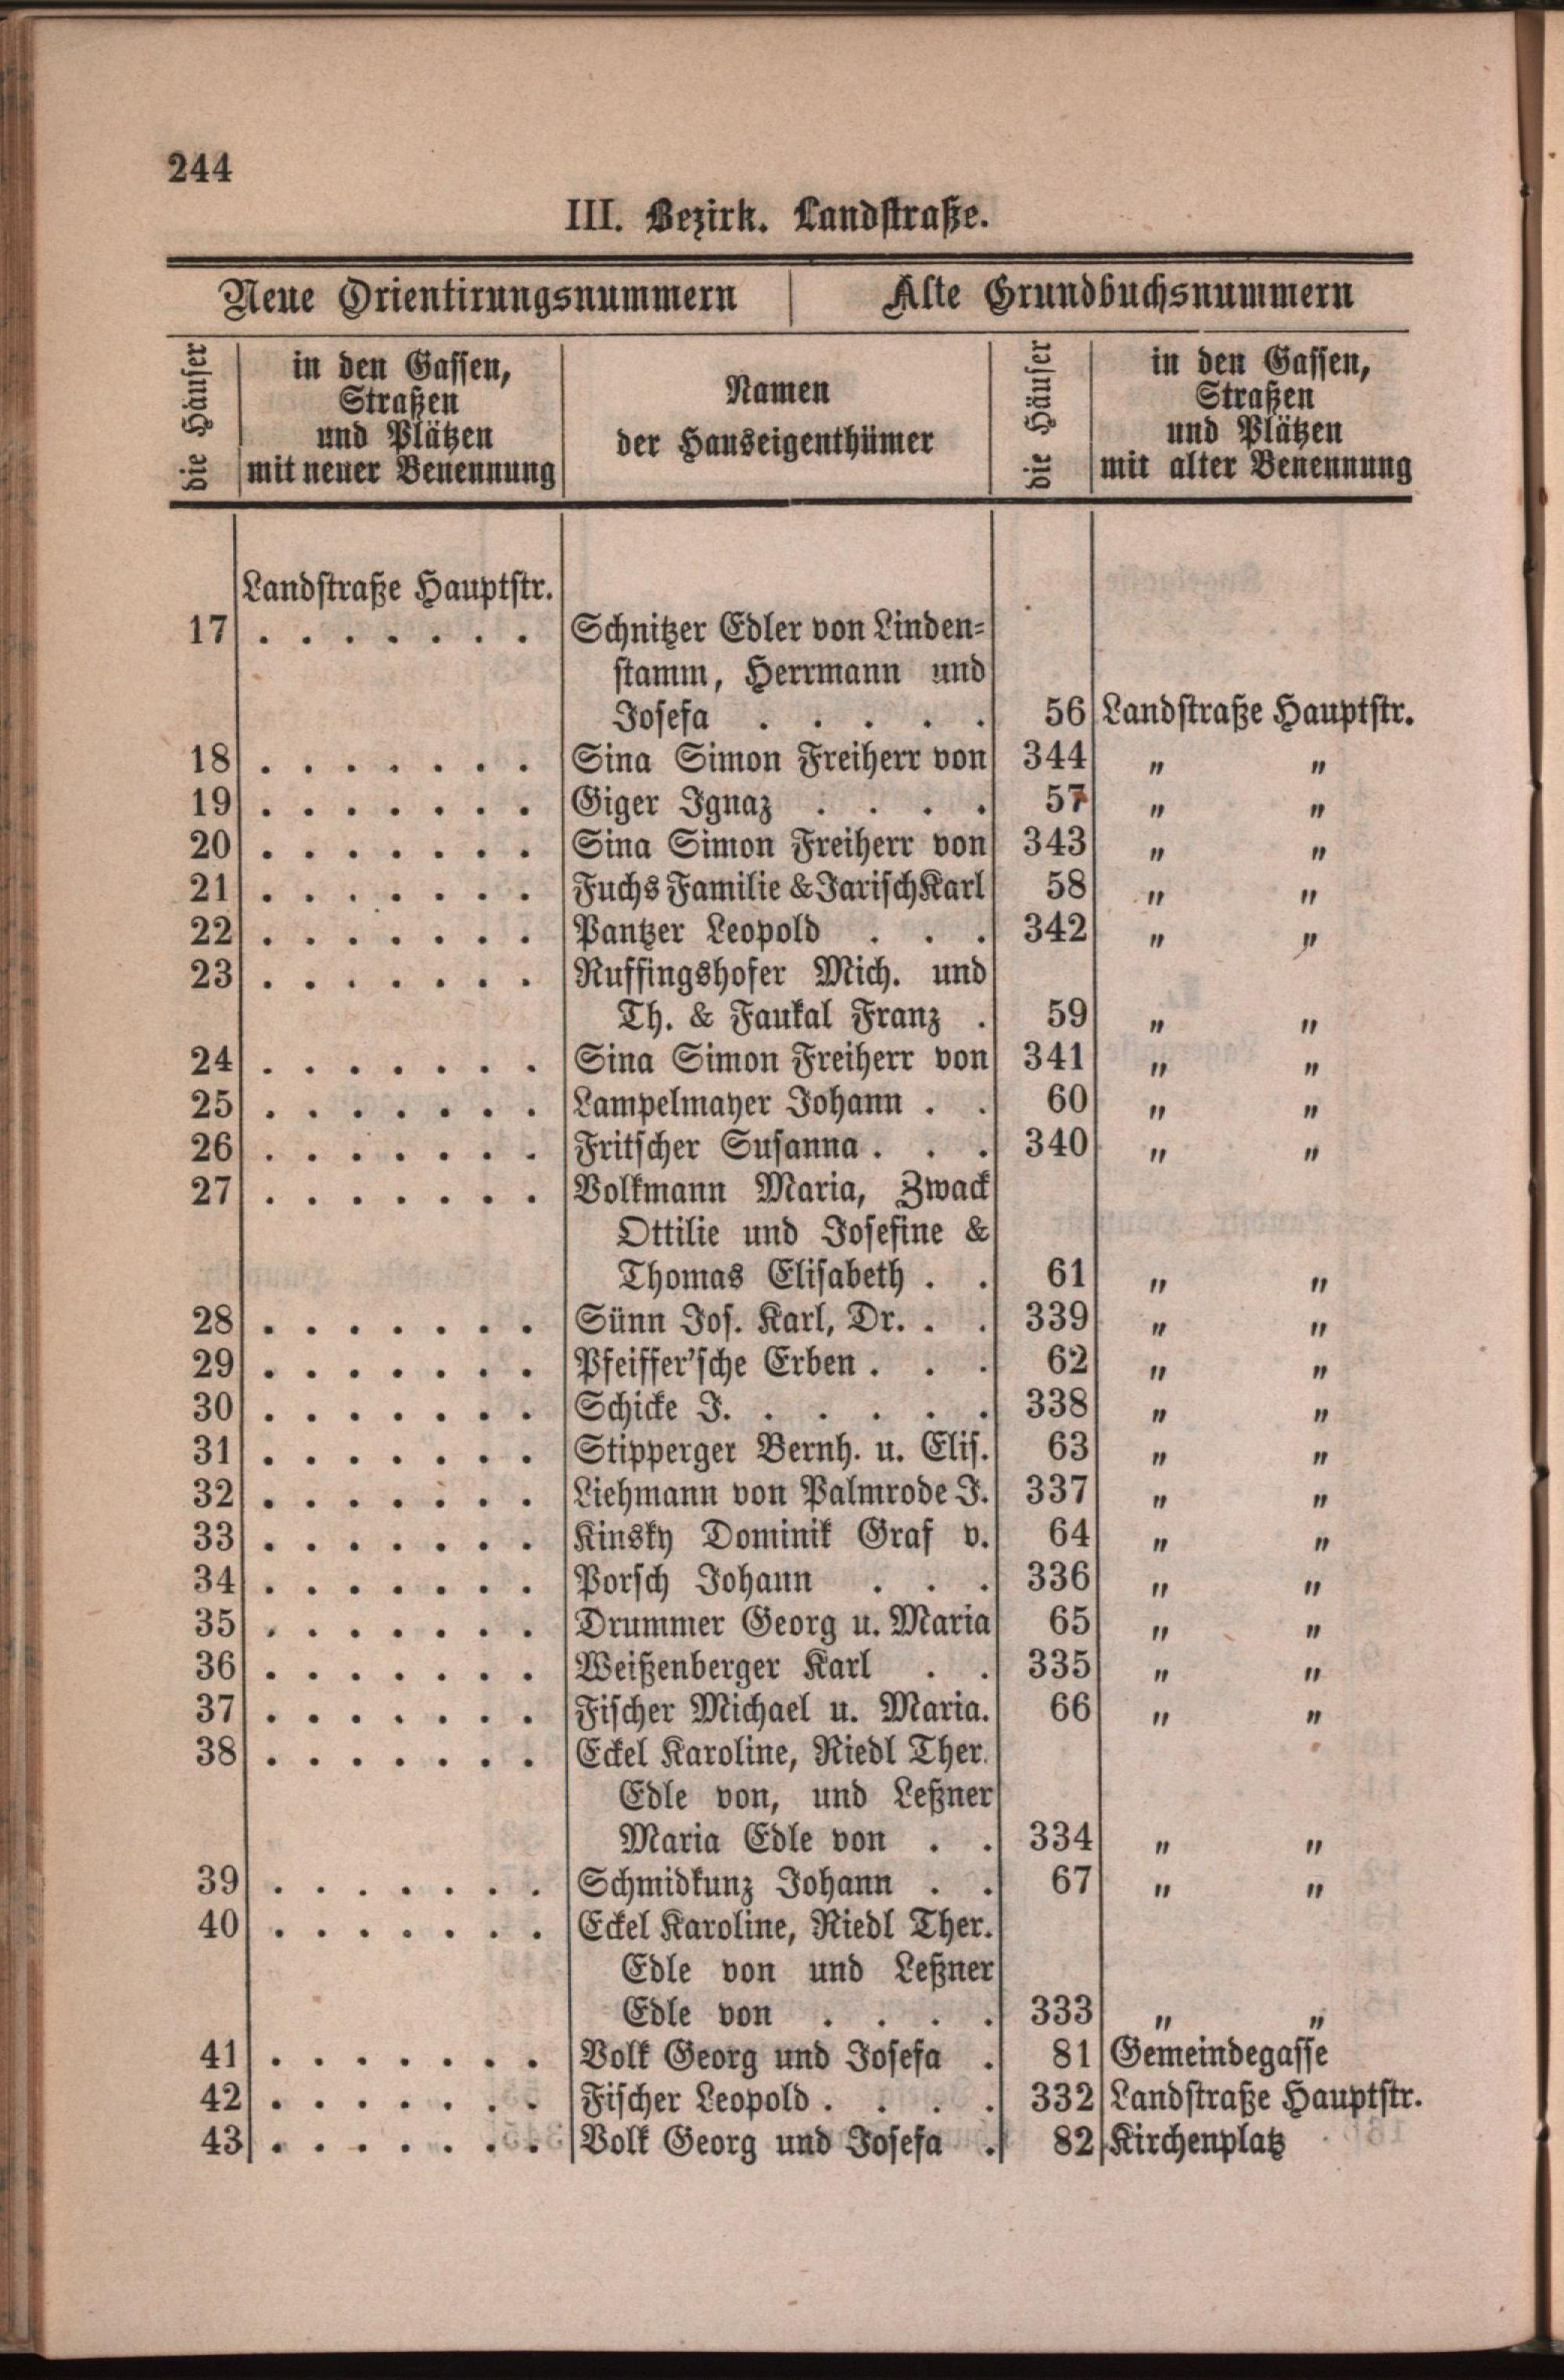 244
III. Bezirk. Landstraße.
Neue Orientirungsnummern Alte Grundbuchsnummern
die Häuser
in den Gassen,
Straßen
und Plätzen
mit neuer Benennung
Namen
der Hauseigenthümer
die Häuser
in den Gassen,
Straßen
und Plätzen
mit alter Benennung
Landstraße Hauptstr.
17 . . . . . . . Schnitzer Edler von Linden-
stamm, Herrmann und
Josefa . . . . . . 56 Landstraße Hauptstr.
18 . . . . . . . Sina Simon Freiherr von 344 " "
19 . . . . . . . Giger Ignaz . . . . . 57 " "
20 . . . . . . . Sina Simon Freiherr von 343 " "
21 . . . . . . . Fuchs Familie & Jarisch Karl 58 " "
22 . . . . . . . Pantzer Leopold . . . 342 " "
23 . . . . . . . Ruffingshofer Mich. und
Th. & Faukal Franz . 59 " "
24 . . . . . . . Sina Simon Freiherr von 341 " "
25 . . . . . . . Lampelmayer Johann . . 60 " "
26 . . . . . . . Fritscher Susanna . . . 340 " "
27 . . . . . . . Volkmann Maria, Zwack
Ottilie und Josefine &
Thomas Elisabeth . . 61 " "
28 . . . . . . . Sünn Jos. Karl, Dr. . . 339 " "
29 . . . . . . . Pfeiffer'sche Erben . . . 62 " "
30 . . . . . . . Schicke J. . . . . . . 338 " "
31 . . . . . . . Stipperger Bernh. u. Elis. 63 " "
32 . . . . . . . Liehmann von Palmrode J. 337 " "
33 . . . . . . . Kinsky Dominik Graf v. 64 " "
34 . . . . . . . Porsch Johann . . . 336 " "
35 . . . . . . . Drummer Georg u. Maria 65 " "
36 . . . . . . . Weißenberger Karl . . 335 " "
37 . . . . . . . Fischer Michael u. Maria. 66 " "
38 . . . . . . . Eckel Karoline, Riedl Ther.
Edle von, und Leßner
Maria Edle von . . 334 " "
39 . . . . . . . Schmidkunz Johann . . 67 " "
40 . . . . . . . Eckel Karoline, Riedl Ther.
Edle von und Leßner
Edle von . . . . . 333 " "
41 . . . . . . . Volk Georg und Josefa . 81 Gemeindegasse
42 . . . . . . . Fischer Leopold . . . . 332 Landstraße Hauptstr.
43 . . . . . . . Volk Georg und Josefa . 82 Kirchenplatz